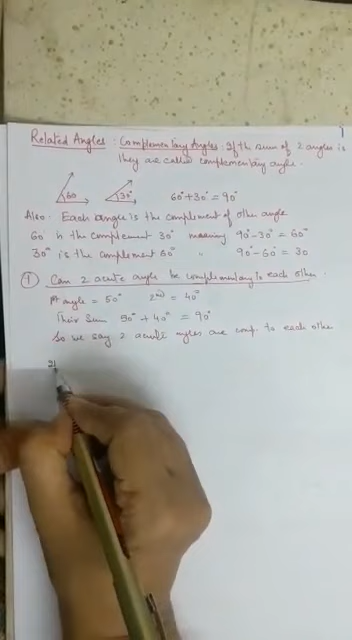 Related Angles : Complementary Angles : If the sum of 2 angles is
they are called complementary angle.
60° 30° 60°+30° = 90°
Also : Each angle is the complement of other angle
60° is the complement 30° meaning 90°-30° = 60°
30° is the complement 60° " 90°-60° = 30
① Can 2 acute angle be complementary to each other.
1st angle = 50° 2nd = 40°
Their Sum 50° + 40° = 90°
So we say 2 acute angles are comp. to each other